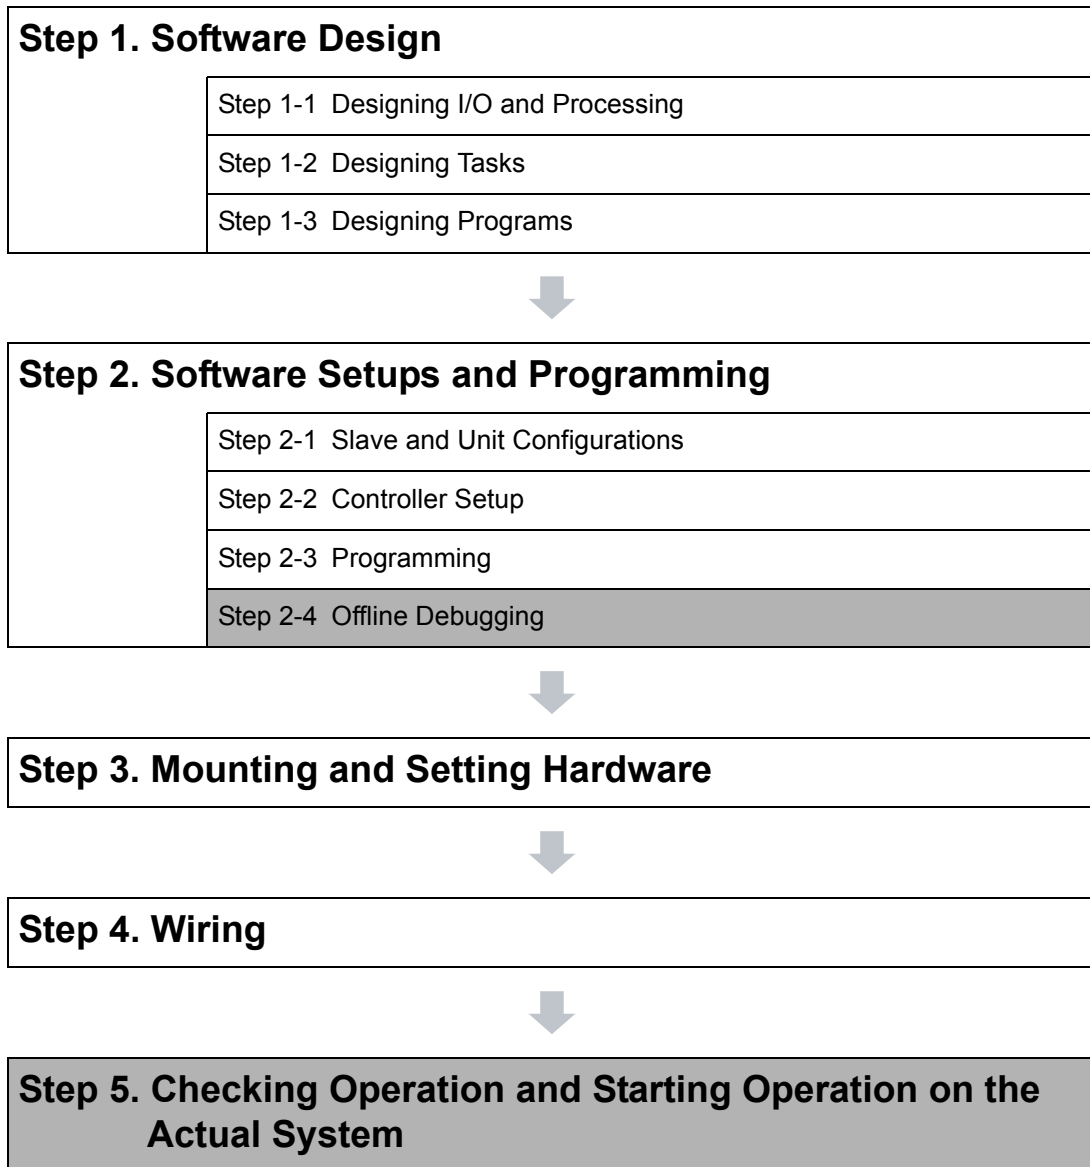 Step 1. Software Design
Step 1-1 Designing I/O and Processing
Step 1-2 Designing Tasks
Step 1-3 Designing Programs
Step 2. Software Setups and Programming
Step 2-1 Slave and Unit Configurations
Step 2-2 Controller Setup
Step 2-3 Programming
Step 2-4 Offline Debugging
Step 3. Mounting and Setting Hardware
Step 4. Wiring
Step 5. Checking Operation and Starting Operation on the
Actual System